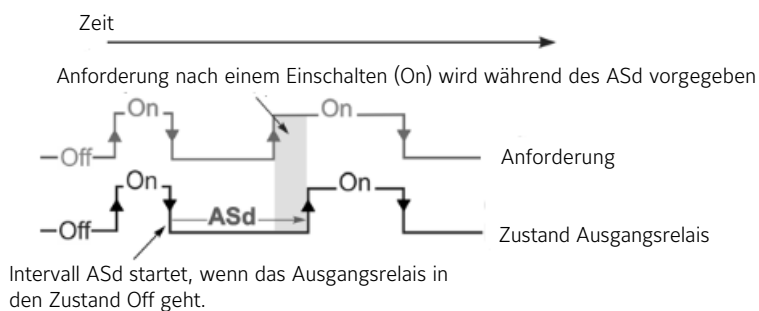 Zeit
Anforderung nach einem Einschalten (On) wird während des ASd vorgegeben
On
On
Off
Anforderung
On
On
ASd
Off
Zustand Ausgangsrelais
Intervall ASd startet, wenn das Ausgangsrelais in
den Zustand Off geht.